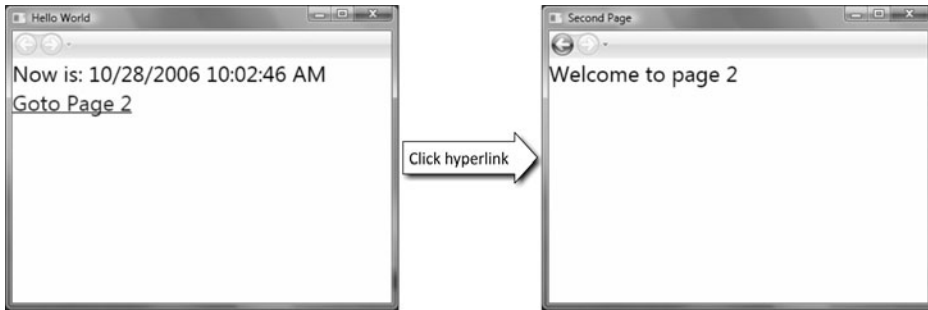 Hello World
Now is: 10/28/2006 10:02:46 AM
Goto Page 2
Click hyperlink
Second Page
Welcome to page 2